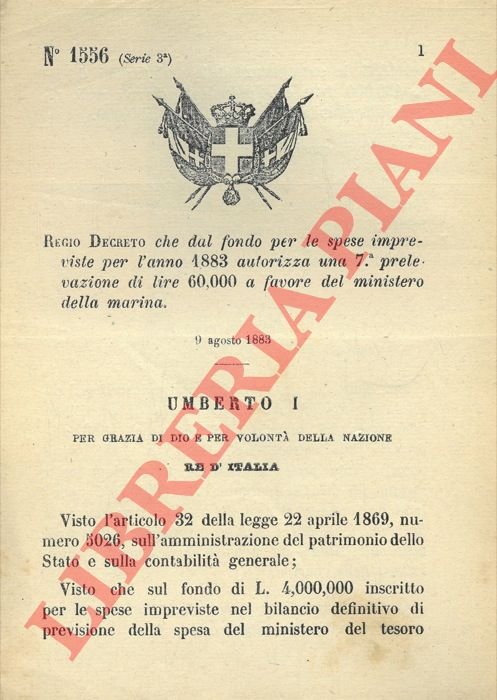 N° 1556 (Serie 3ª)
1
REGIO DECRETO che dal fondo per le spese impre-
viste per l'anno 1883 autorizza una 7.ª prele-
vazione di lire 60,000 a favore del ministero
della marina.
9 agosto 1883
UMBERTO I
PER GRAZIA DI DIO E PER VOLONTÀ DELLA NAZIONE
RE D'ITALIA
Visto l'articolo 32 della legge 22 aprile 1869, nu-
mero 5026, sull'amministrazione del patrimonio dello
Stato e sulla contabilità generale;
Visto che sul fondo di L. 4,000,000 inscritto
per le spese impreviste nel bilancio definitivo di
previsione della spesa del ministero del tesoro
LIBRERIA PIANI